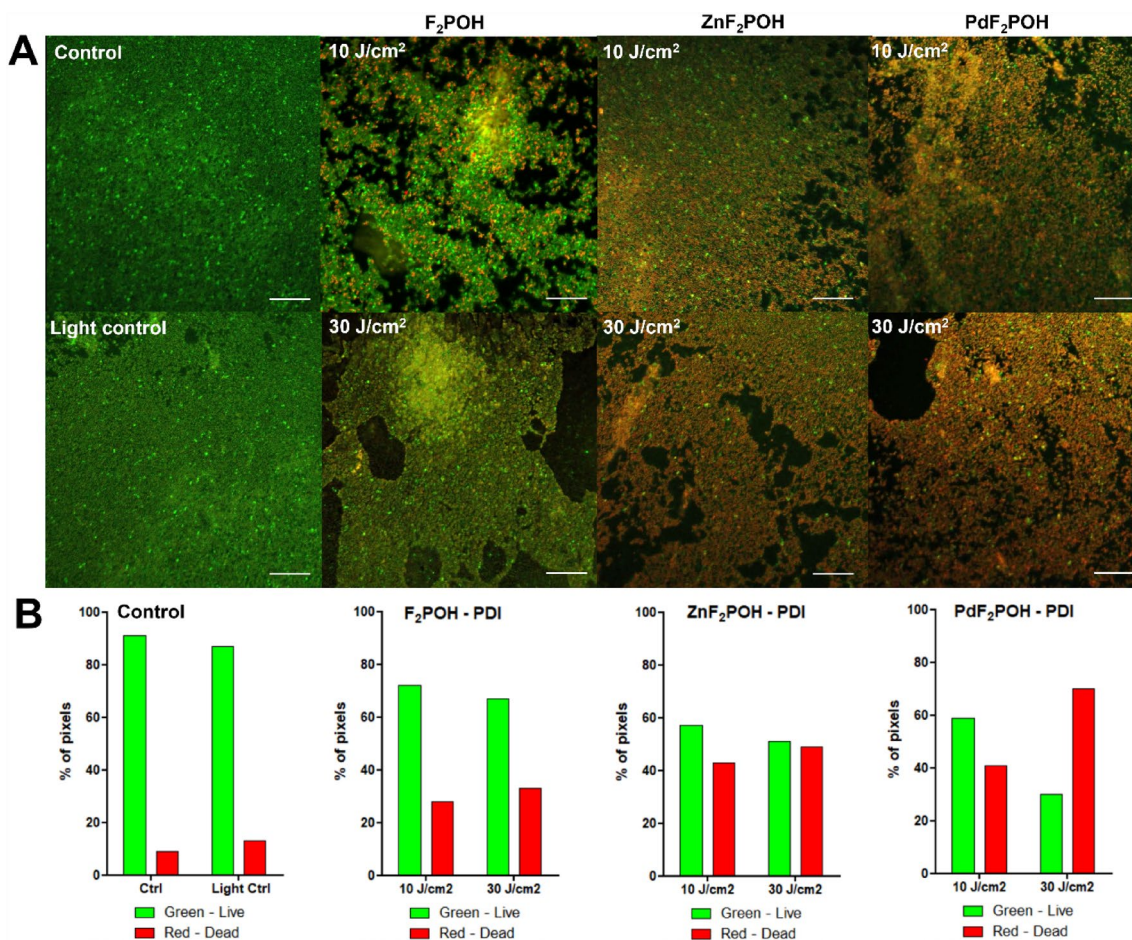 A
F₂POH
ZnF₂POH
PdF₂POH
Control
10 J/cm²
10 J/cm²
10 J/cm²
Light control
30 J/cm²
30 J/cm²
30 J/cm²
B
Control
% of pixels
100
80
60
40
20
0
Ctrl
Light Ctrl
Green - Live
Red - Dead
F₂POH - PDI
% of pixels
100
80
60
40
20
0
10 J/cm2
30 J/cm2
Green - Live
Red - Dead
ZnF₂POH - PDI
% of pixels
100
80
60
40
20
0
10 J/cm2
30 J/cm2
Green - Live
Red - Dead
PdF₂POH - PDI
% of pixels
100
80
60
40
20
0
10 J/cm2
30 J/cm2
Green - Live
Red - Dead